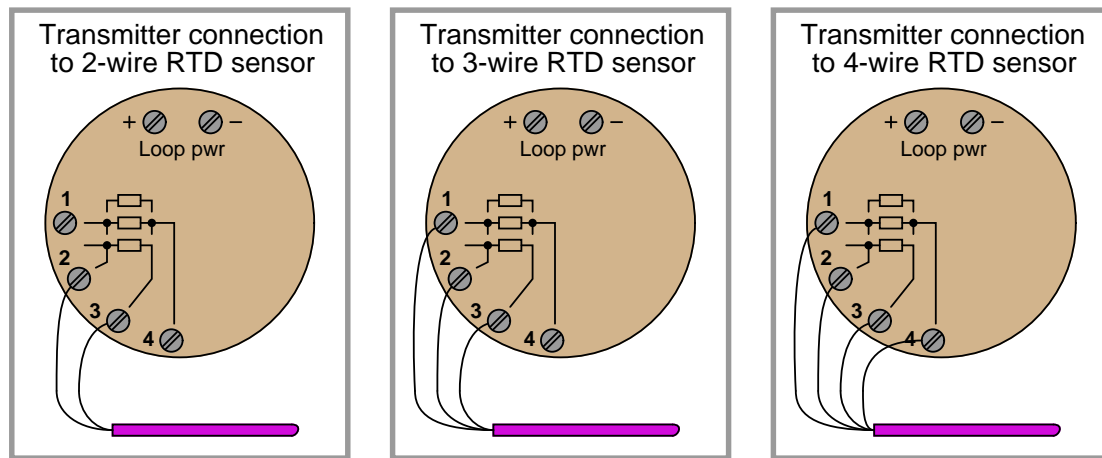 Transmitter connection
to 2-wire RTD sensor
+ −
Loop pwr
1
2
3
4
Transmitter connection
to 3-wire RTD sensor
+ −
Loop pwr
1
2
3
4
Transmitter connection
to 4-wire RTD sensor
+ −
Loop pwr
1
2
3
4